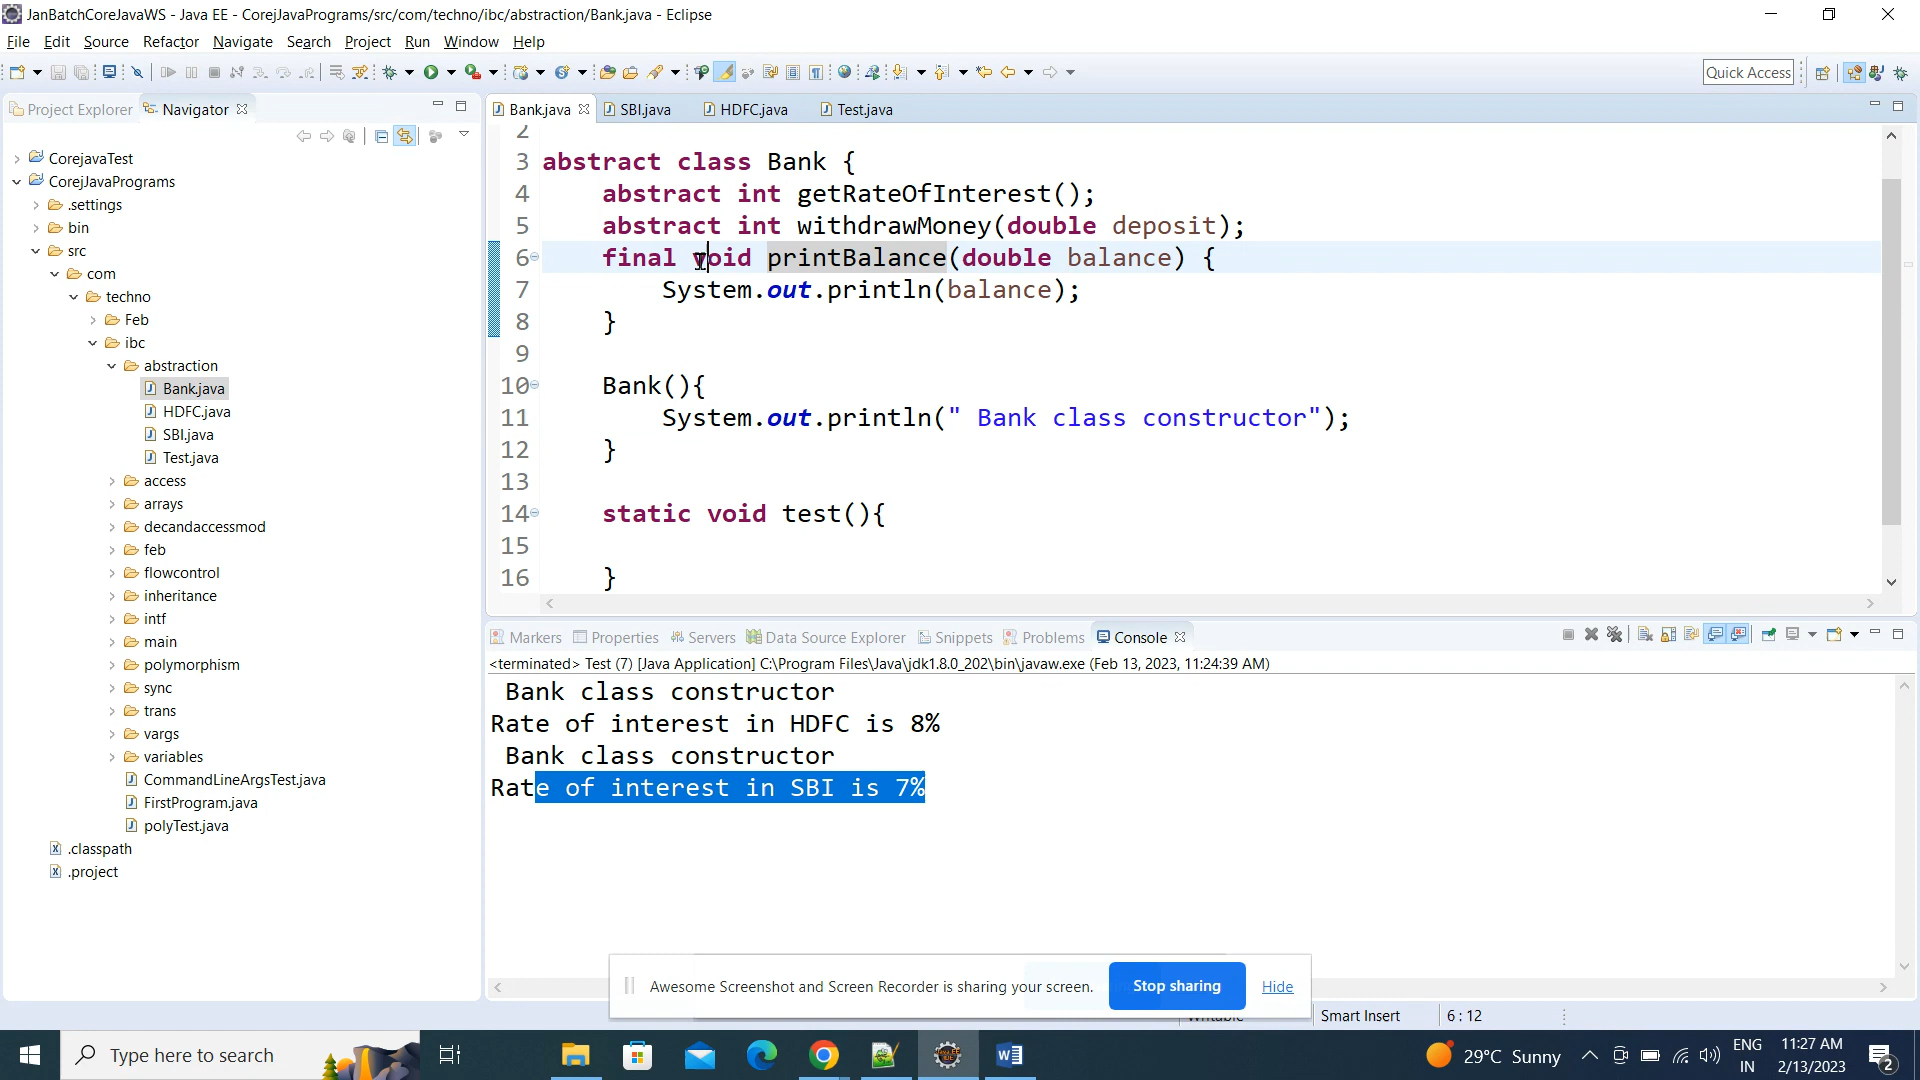 JanBatchCoreJavaWS - Java EE - CorejJavaPrograms/src/com/techno/ibc/abstraction/Bank.java - Eclipse
File Edit Source Refactor Navigate Search Project Run Window Help
Quick Access
Project Explorer Navigator
CorejavaTest
CorejJavaPrograms
.settings
bin
src
com
techno
Feb
ibc
abstraction
Bank.java
HDFC.java
SBI.java
Test.java
access
arrays
decandaccessmod
feb
flowcontrol
inheritance
intf
main
polymorphism
sync
trans
vargs
variables
CommandLineArgsTest.java
FirstProgram.java
polyTest.java
.classpath
.project
Bank.java SBI.java HDFC.java Test.java
2
3 abstract class Bank {
4 abstract int getRateOfInterest();
5 abstract int withdrawMoney(double deposit);
6 final void printBalance(double balance) {
7 System.out.println(balance);
8 }
9
10 Bank(){
11 System.out.println(" Bank class constructor");
12 }
13
14 static void test(){
15
16 }
Markers Properties Servers Data Source Explorer Snippets Problems Console
<terminated> Test (7) [Java Application] C:\Program Files\Java\jdk1.8.0_202\bin\javaw.exe (Feb 13, 2023, 11:24:39 AM)
Bank class constructor
Rate of interest in HDFC is 8%
Bank class constructor
Rate of interest in SBI is 7%
Awesome Screenshot and Screen Recorder is sharing your screen. Stop sharing Hide
Smart Insert 6 : 12
Type here to search
29°C Sunny
ENG
IN
11:27 AM
2/13/2023
2